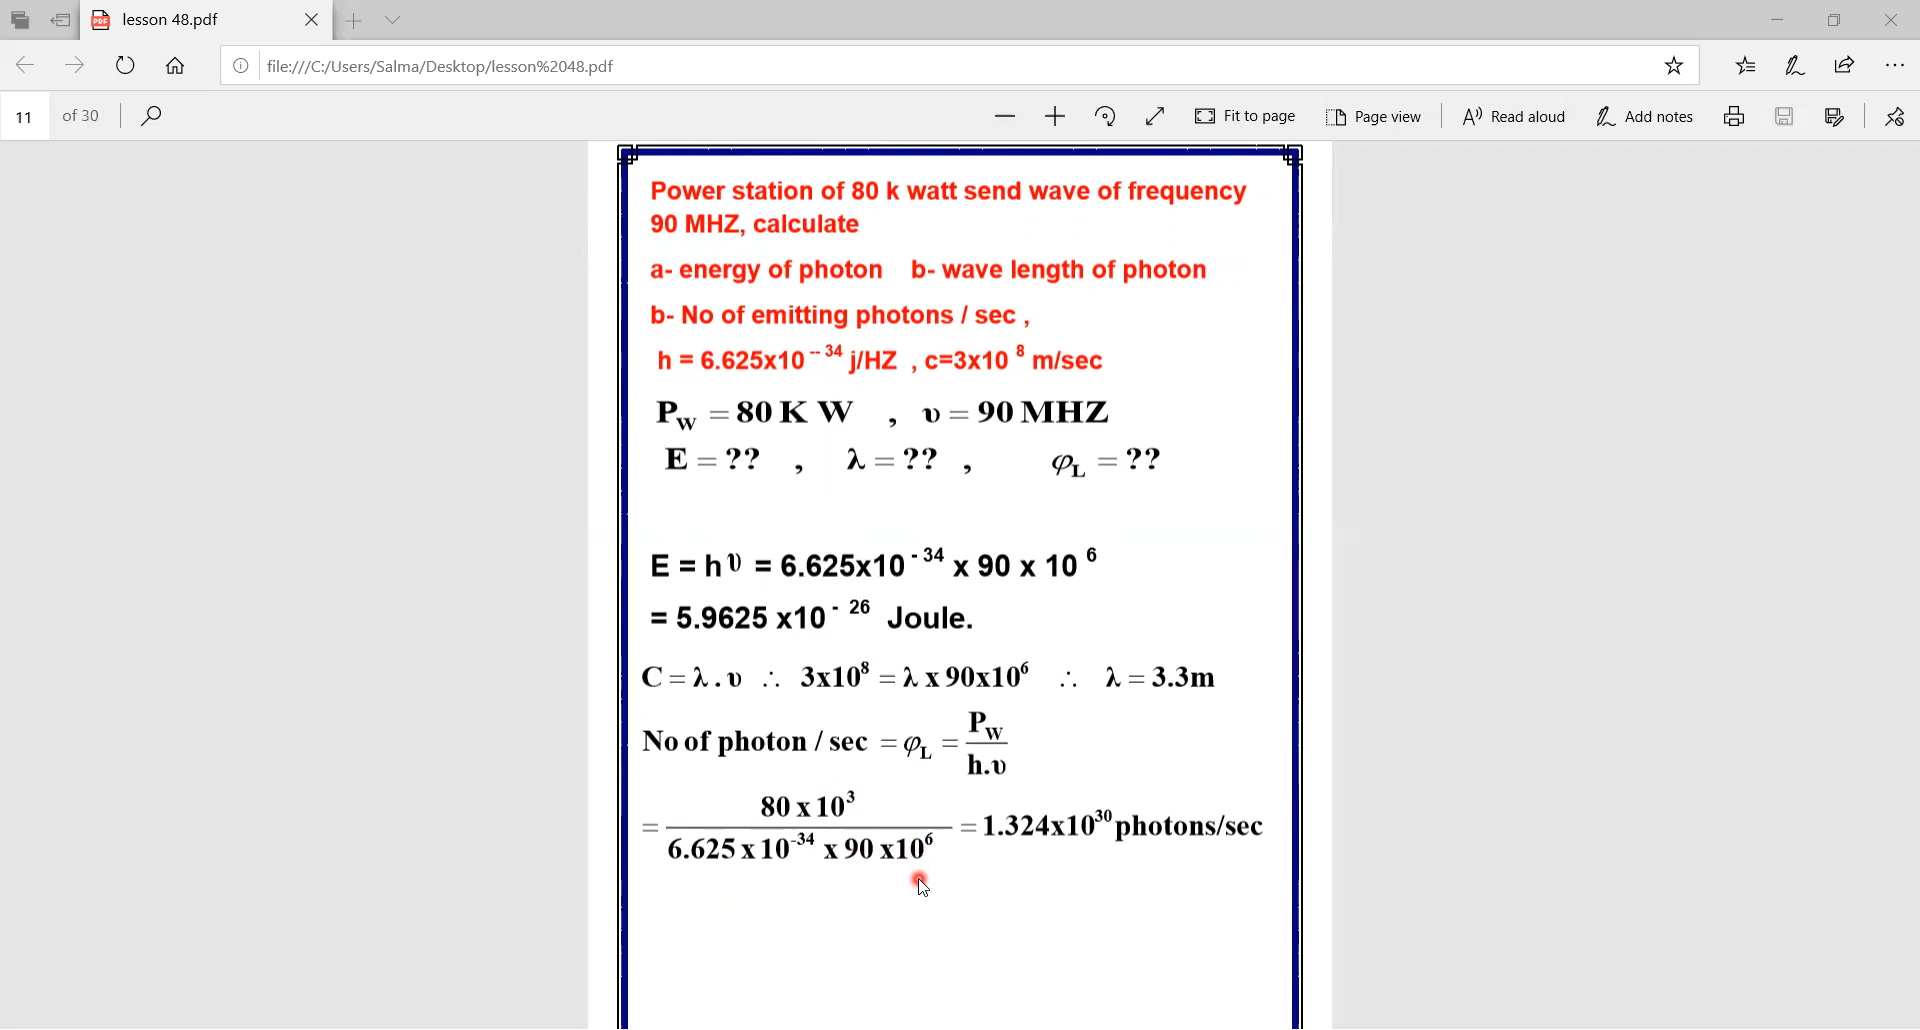 lesson 48.pdf
file:///C:/Users/Salma/Desktop/lesson%2048.pdf
11 of 30 Fit to page Page view Read aloud Add notes
Power station of 80 k watt send wave of frequency
90 MHZ, calculate
a- energy of photon b- wave length of photon
b- No of emitting photons / sec ,
h = 6.625x10⁻³⁴ j/HZ , c=3x10⁸ m/sec
P_W = 80 K W , υ = 90 MHZ
E = ?? , λ = ?? , φ_L = ??
E = hυ = 6.625x10⁻³⁴ x 90 x 10⁶
= 5.9625 x10⁻²⁶ Joule.
C = λ . υ ∴ 3x10⁸ = λ x 90x10⁶ ∴ λ = 3.3m
No of photon / sec = φ_L = P_W / h.υ
= 80 x 10³ / 6.625 x 10⁻³⁴ x 90 x10⁶ = 1.324x10³⁰ photons/sec